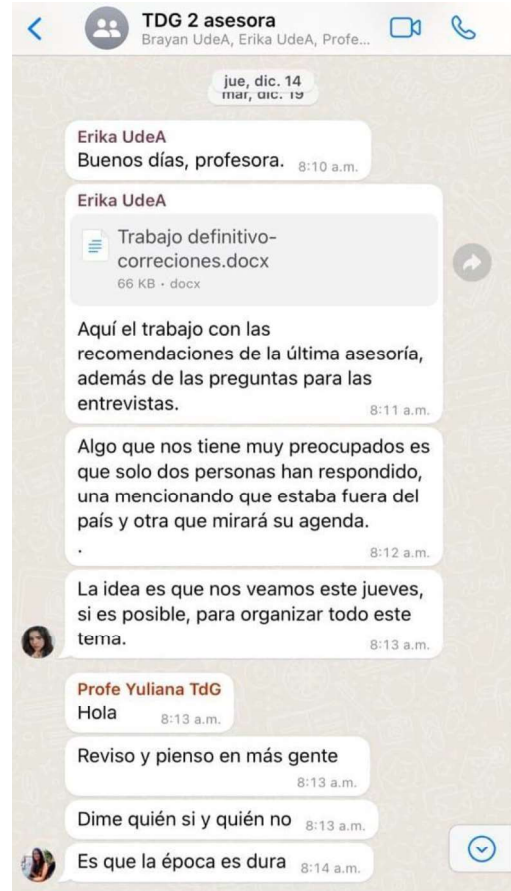 TDG 2 asesora
Brayan UdeA, Erika UdeA, Profe...
jue, dic. 14
mar, dic. 19
Erika UdeA
Buenos días, profesora. 8:10 a.m.
Erika UdeA
Trabajo definitivo-
correciones.docx
66 KB · docx
Aquí el trabajo con las
recomendaciones de la última asesoría,
además de las preguntas para las
entrevistas.
8:11 a.m.
Algo que nos tiene muy preocupados es
que solo dos personas han respondido,
una mencionando que estaba fuera del
país y otra que mirará su agenda.
.
8:12 a.m.
La idea es que nos veamos este jueves,
si es posible, para organizar todo este
tema.
8:13 a.m.
Profe Yuliana TdG
Hola 8:13 a.m.
Reviso y pienso en más gente
8:13 a.m.
Dime quién si y quién no 8:13 a.m.
Es que la época es dura 8:14 a.m.